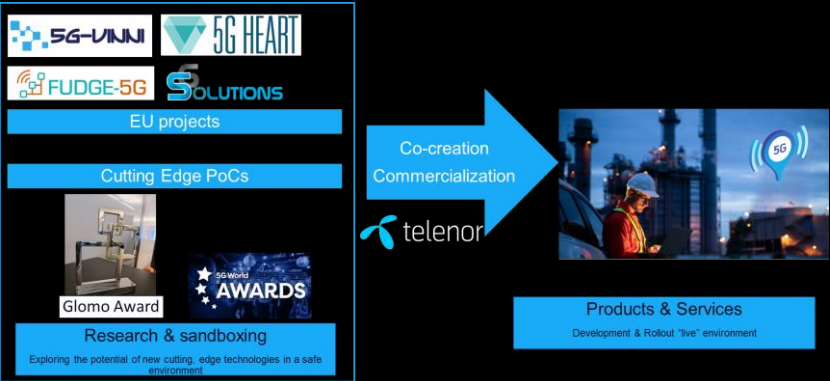 5G-VINNI
5G HEART
FUDGE-5G
5G SOLUTIONS
EU projects
Cutting Edge PoCs
Glomo Award
5G World
AWARDS
Research & sandboxing
Exploring the potential of new cutting, edge technologies in a safe
environment
Co-creation
Commercialization
telenor
5G
Products & Services
Development & Rollout "live" environment